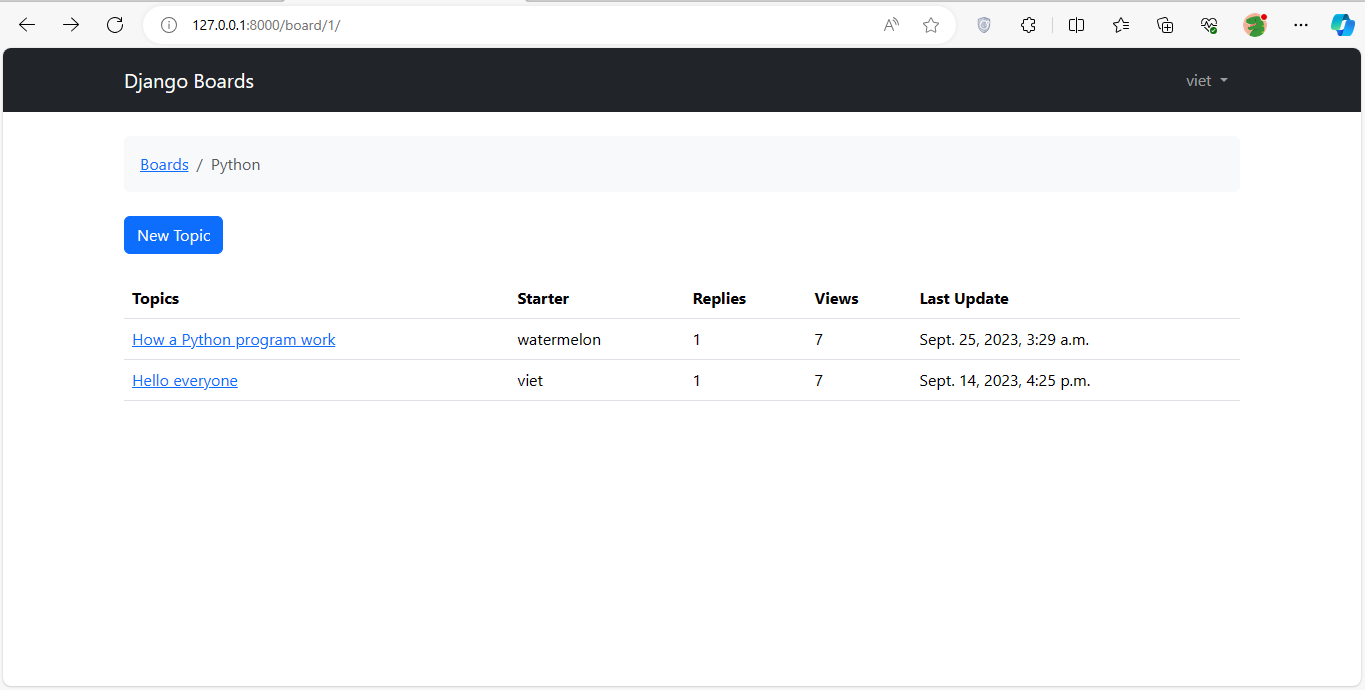 127.0.0.1:8000/board/1/
Django Boards viet
Boards / Python
New Topic
Topics Starter Replies Views Last Update
How a Python program work watermelon 1 7 Sept. 25, 2023, 3:29 a.m.
Hello everyone viet 1 7 Sept. 14, 2023, 4:25 p.m.